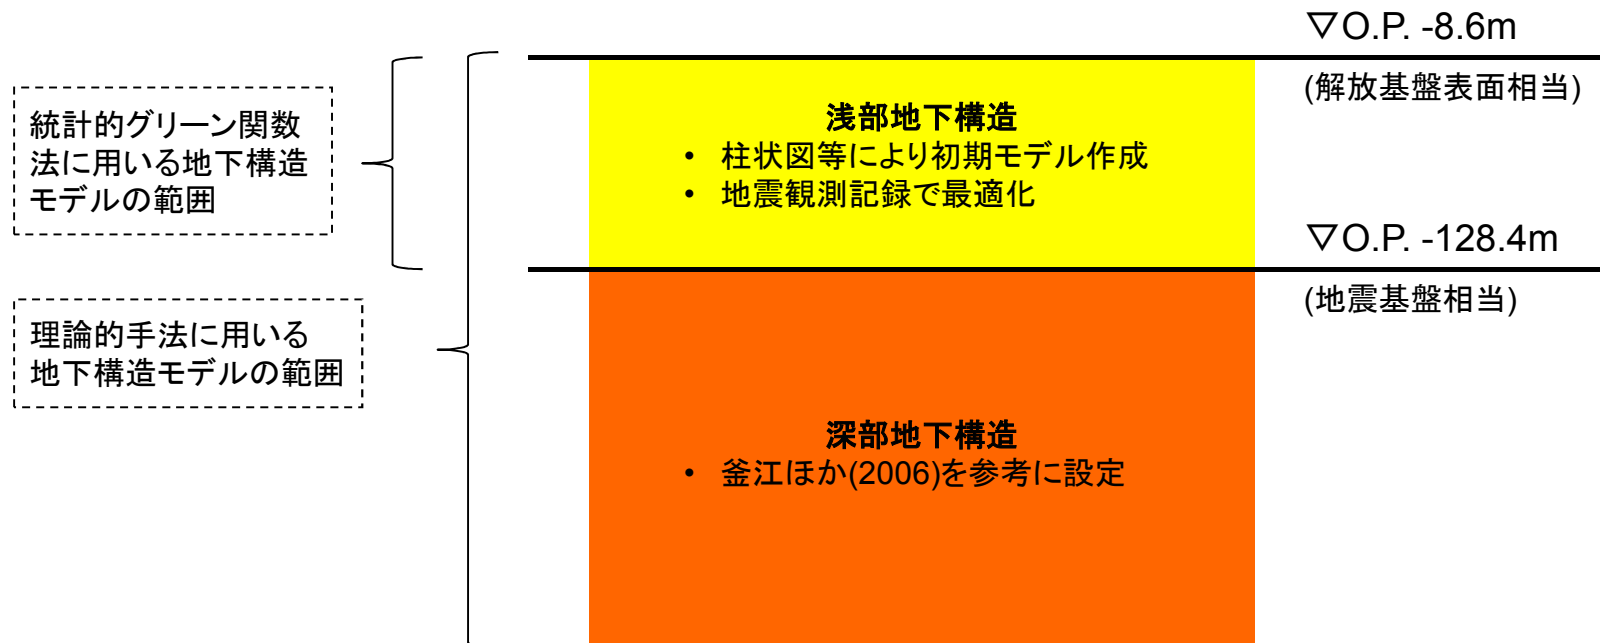 ▽O.P. -8.6m
(解放基盤表面相当)
統計的グリーン関数
法に用いる地下構造
モデルの範囲
浅部地下構造
• 柱状図等により初期モデル作成
• 地震観測記録で最適化
▽O.P. -128.4m
(地震基盤相当)
理論的手法に用いる
地下構造モデルの範囲
深部地下構造
• 釜江ほか(2006)を参考に設定